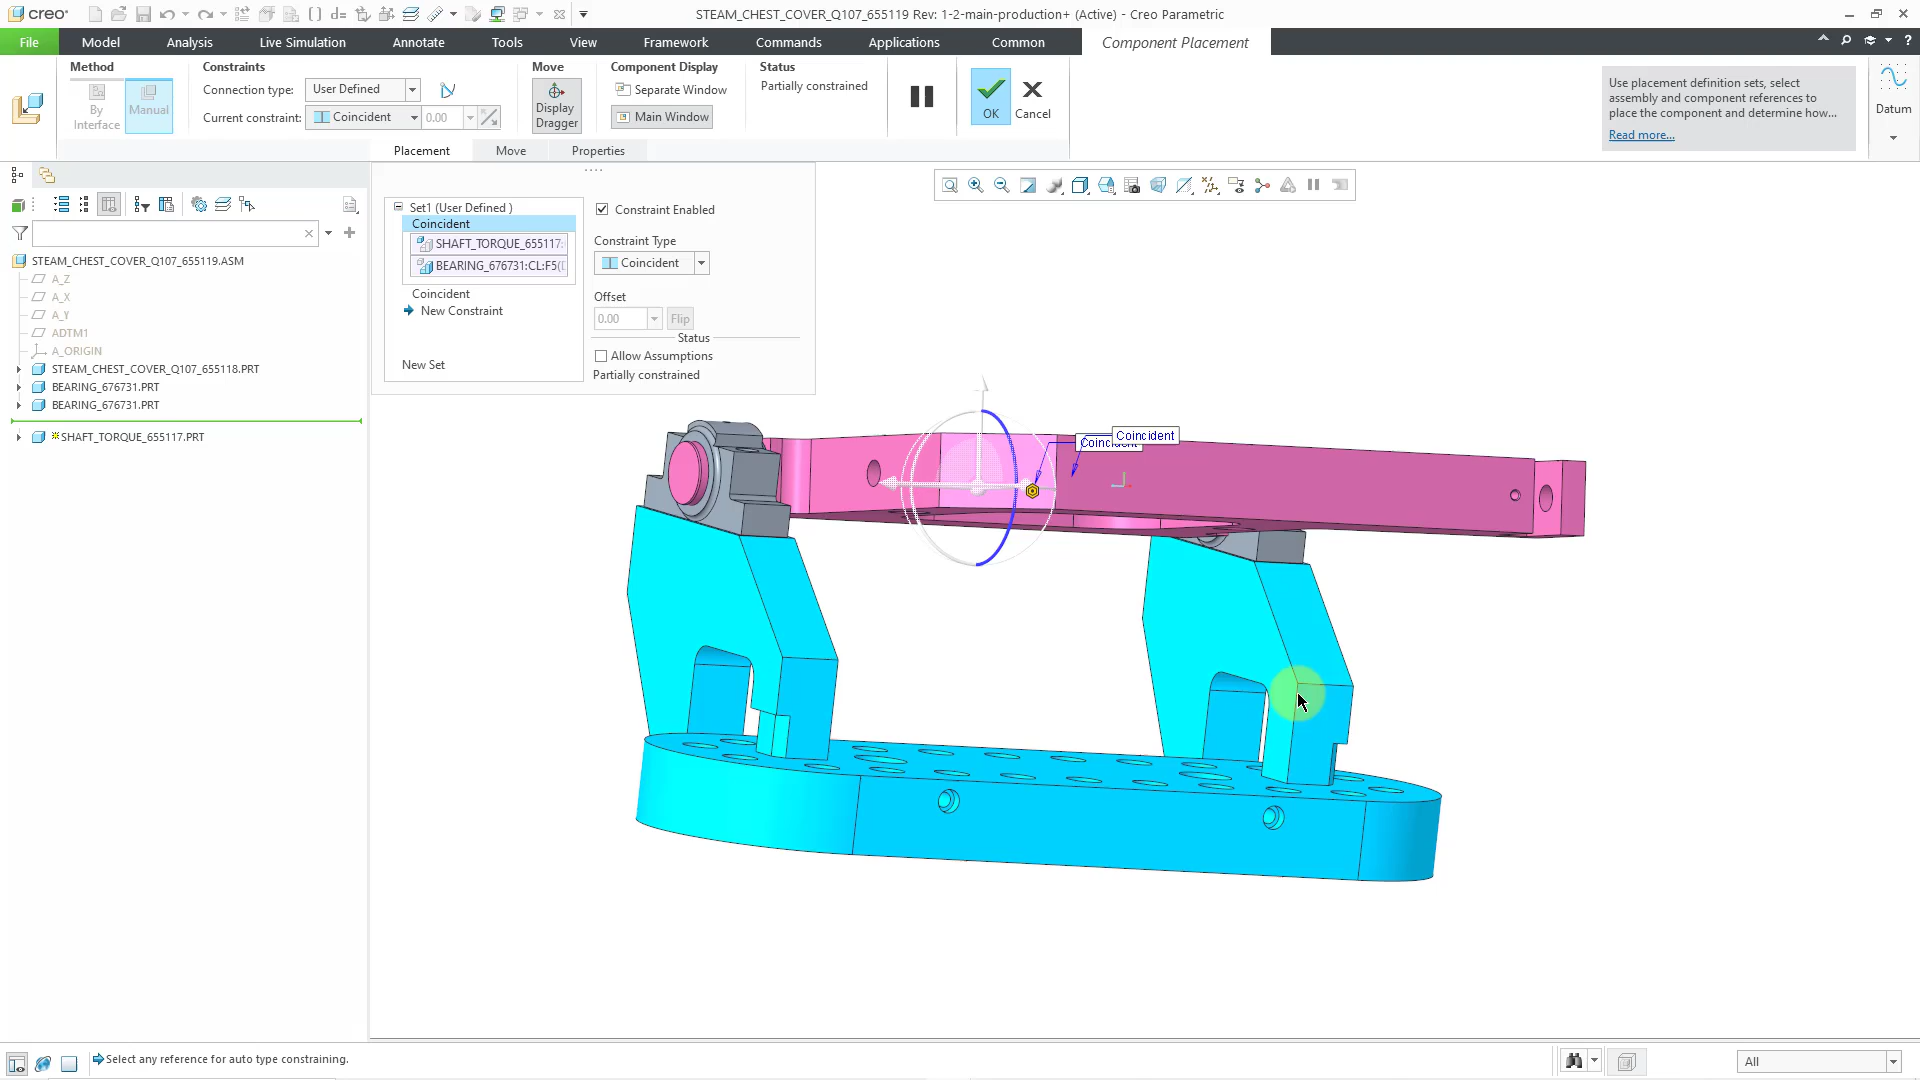 creo
STEAM_CHEST_COVER_Q107_655119 Rev: 1-2-main-production+ (Active) - Creo Parametric
File
Model
Analysis
Live Simulation
Annotate
Tools
View
Framework
Commands
Applications
Common
Component Placement
Method
By Interface
Manual
Constraints
Connection type:
User Defined
Current constraint:
Coincident
0.00
Move
Display Dragger
Component Display
Separate Window
Main Window
Status
Partially constrained
OK
Cancel
Use placement definition sets, select
assembly and component references to
place the component and determine how...
Read more...
Datum
Placement
Move
Properties
Set1 (User Defined )
Coincident
SHAFT_TORQUE_655117:
BEARING_676731:CL:F5(
Coincident
New Constraint
New Set
Constraint Enabled
Constraint Type
Coincident
Offset
0.00
Flip
Status
Allow Assumptions
Partially constrained
STEAM_CHEST_COVER_Q107_655119.ASM
A_Z
A_X
A_Y
ADTM1
A_ORIGIN
STEAM_CHEST_COVER_Q107_655118.PRT
BEARING_676731.PRT
BEARING_676731.PRT
SHAFT_TORQUE_655117.PRT
Coincident
Coincident
Select any reference for auto type constraining.
All